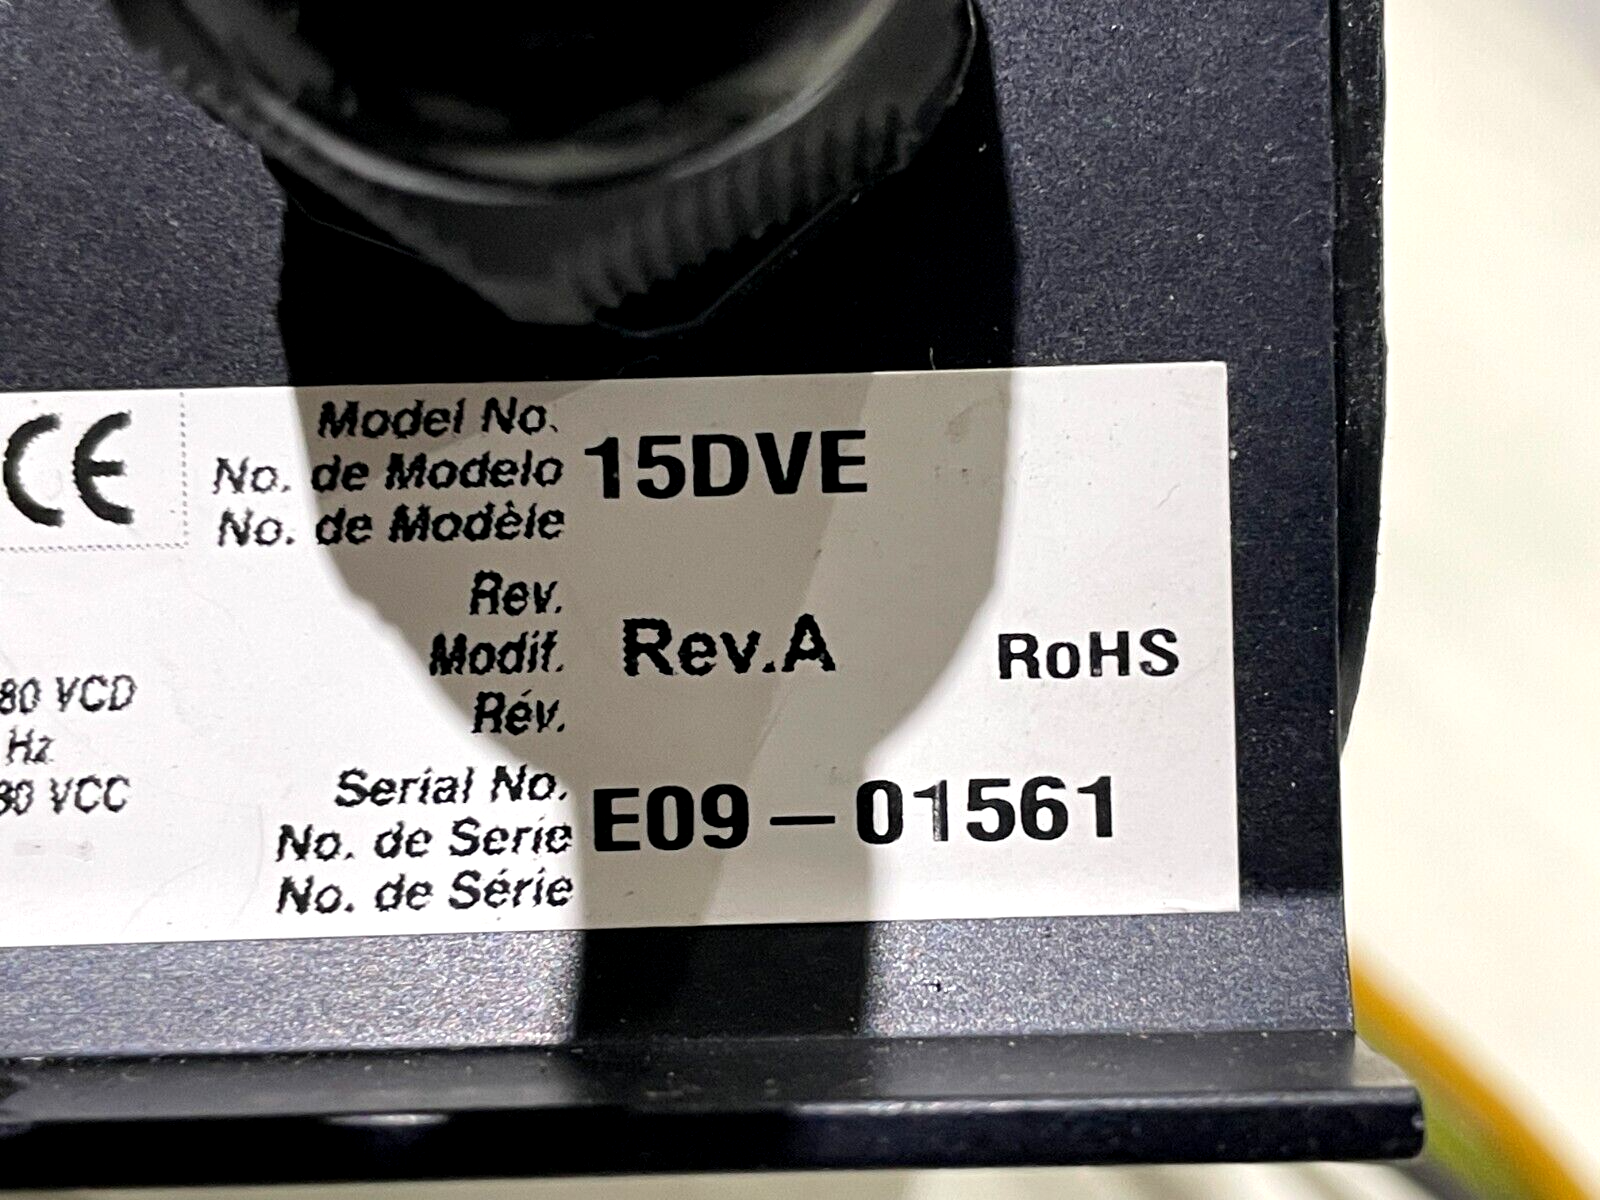 CE
Model No.
No. de Modelo 15DVE
No. de Modèle
Rev.
Modif. Rev.A RoHS
Rév.
80 VCD
Hz
80 VCC
Serial No.
No. de Serie E09-01561
No. de Série